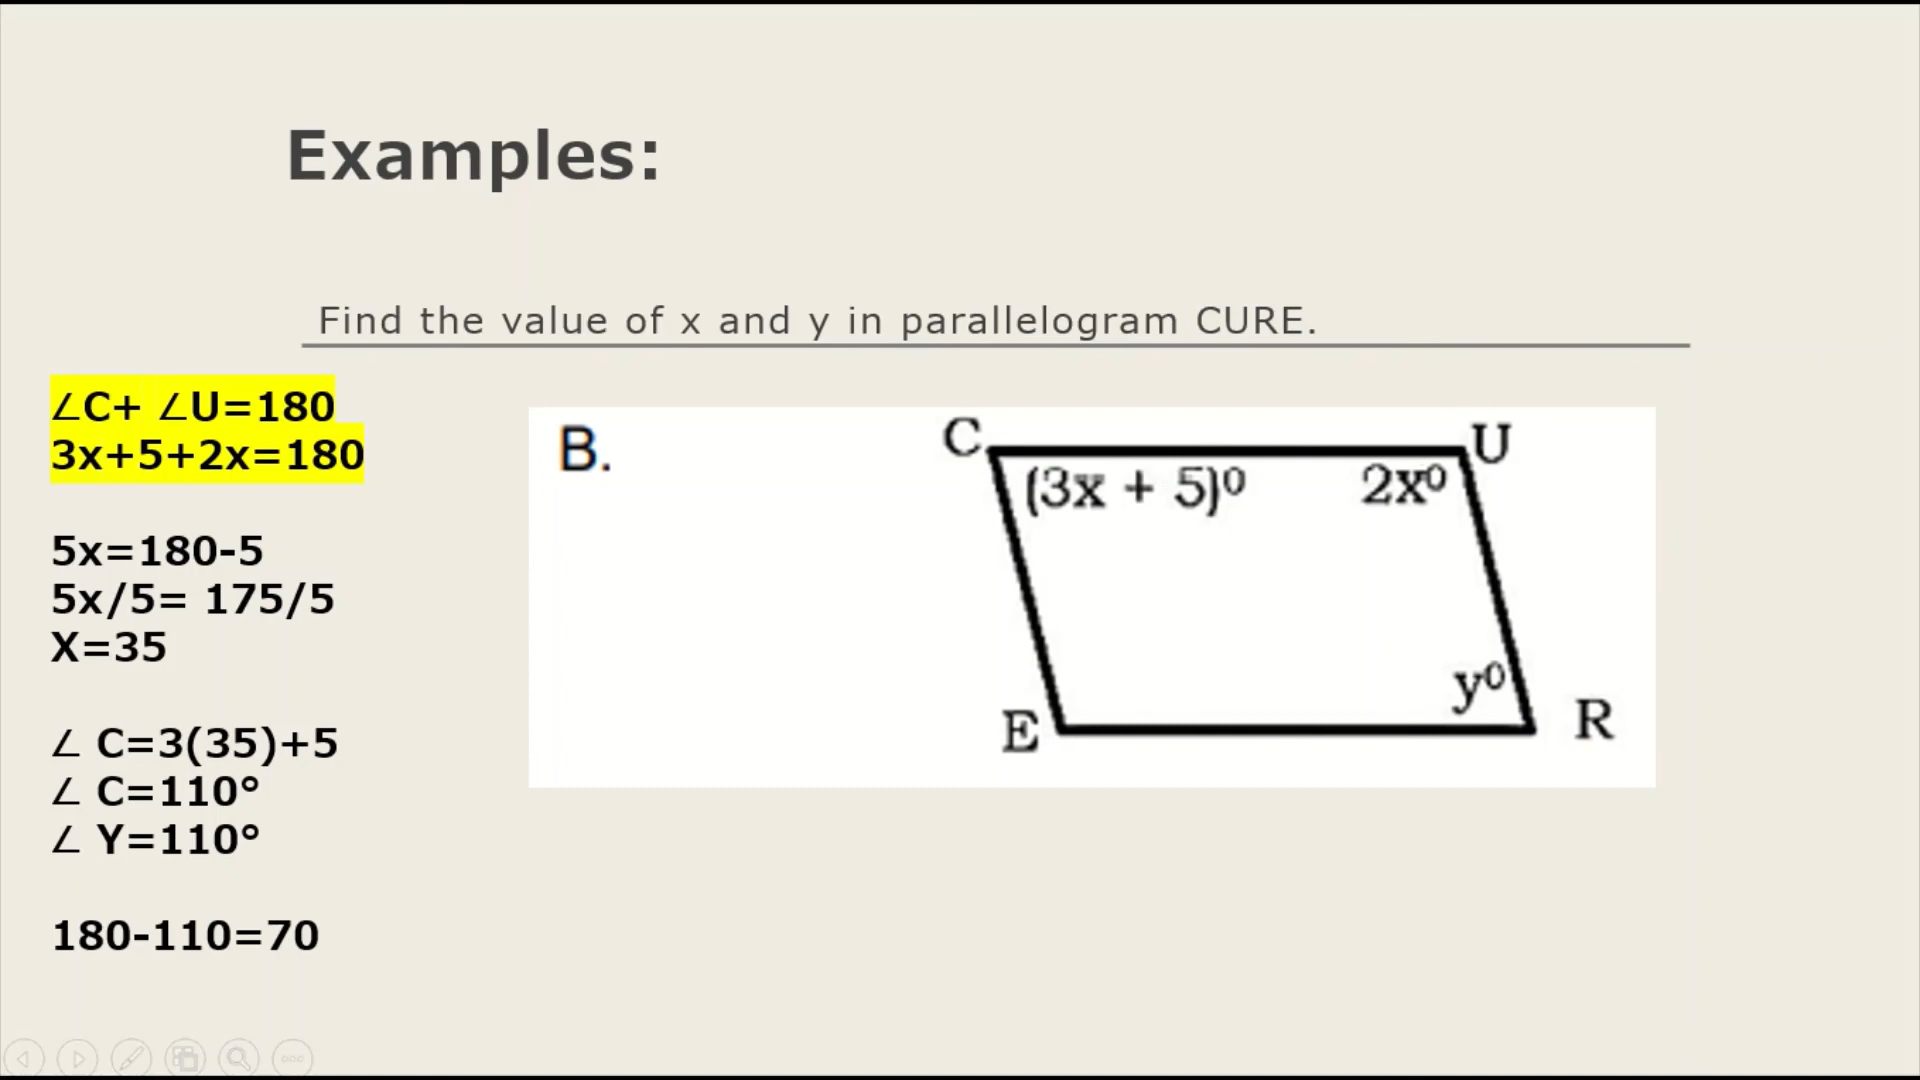 Examples:
Find the value of x and y in parallelogram CURE.
∠C+ ∠U=180
3x+5+2x=180
5x=180-5
5x/5= 175/5
X=35
∠ C=3(35)+5
∠ C=110°
∠ Y=110°
180-110=70
B.
C
U
(3x + 5)⁰
2x⁰
y⁰
E
R